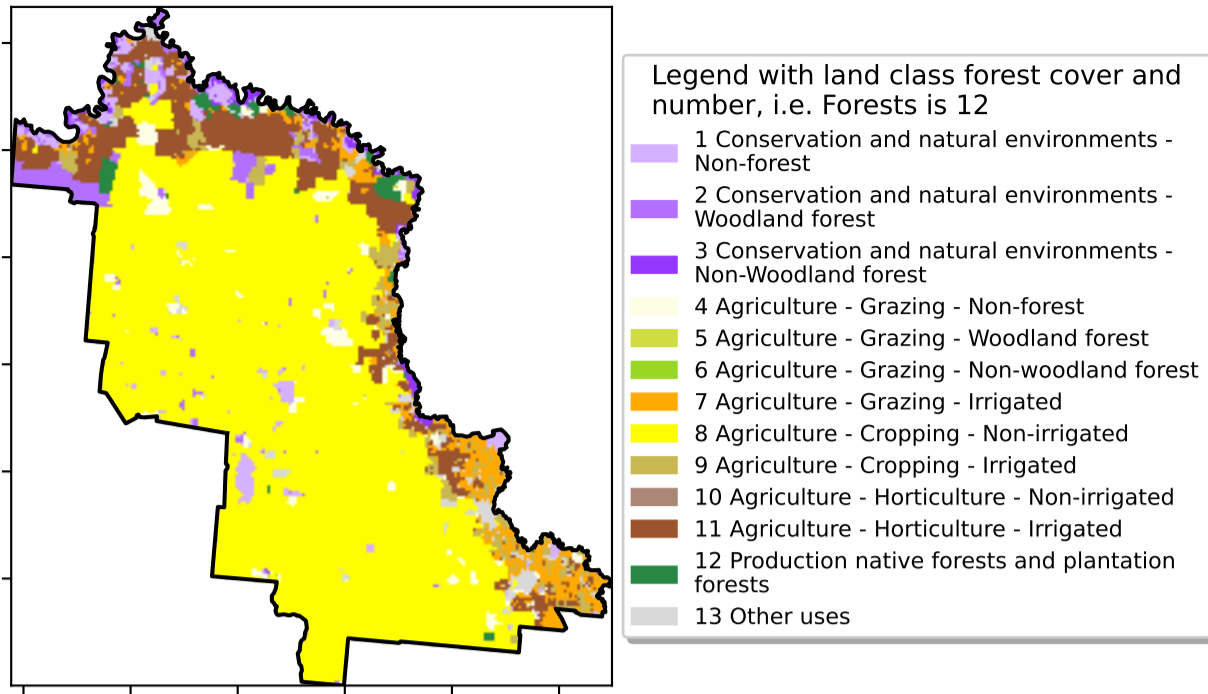 Legend with land class forest cover and
number, i.e. Forests is 12
1 Conservation and natural environments -
Non-forest
2 Conservation and natural environments -
Woodland forest
3 Conservation and natural environments -
Non-Woodland forest
4 Agriculture - Grazing - Non-forest
5 Agriculture - Grazing - Woodland forest
6 Agriculture - Grazing - Non-woodland forest
7 Agriculture - Grazing - Irrigated
8 Agriculture - Cropping - Non-irrigated
9 Agriculture - Cropping - Irrigated
10 Agriculture - Horticulture - Non-irrigated
11 Agriculture - Horticulture - Irrigated
12 Production native forests and plantation
forests
13 Other uses